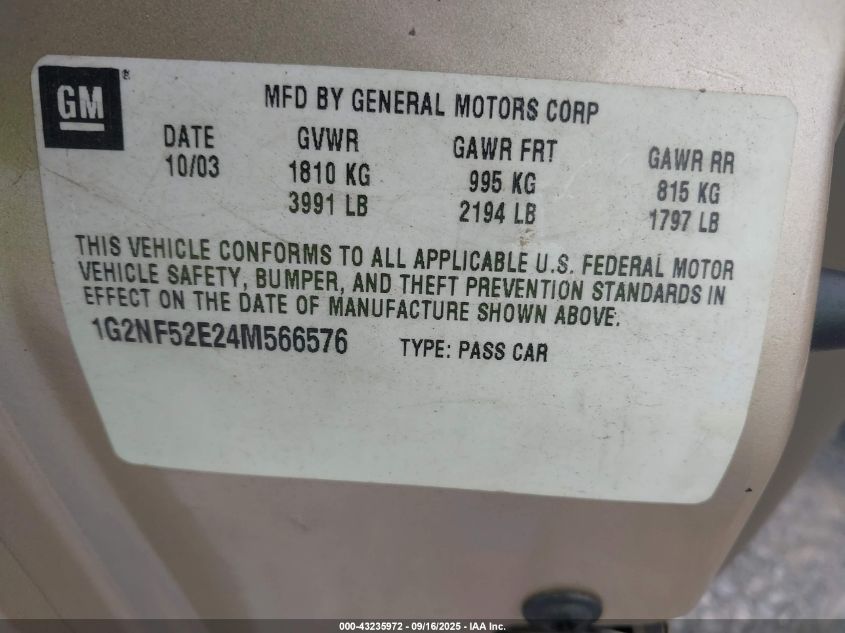 GM®
MFD BY GENERAL MOTORS CORP
DATE GVWR GAWR FRT GAWR RR
10/03 1810 KG 995 KG 815 KG
3991 LB 2194 LB 1797 LB
THIS VEHICLE CONFORMS TO ALL APPLICABLE U.S. FEDERAL MOTOR
VEHICLE SAFETY, BUMPER, AND THEFT PREVENTION STANDARDS IN
EFFECT ON THE DATE OF MANUFACTURE SHOWN ABOVE.
1G2NF52E24M566576 TYPE: PASS CAR
000-43235972 - 09/16/2025 - IAA Inc.